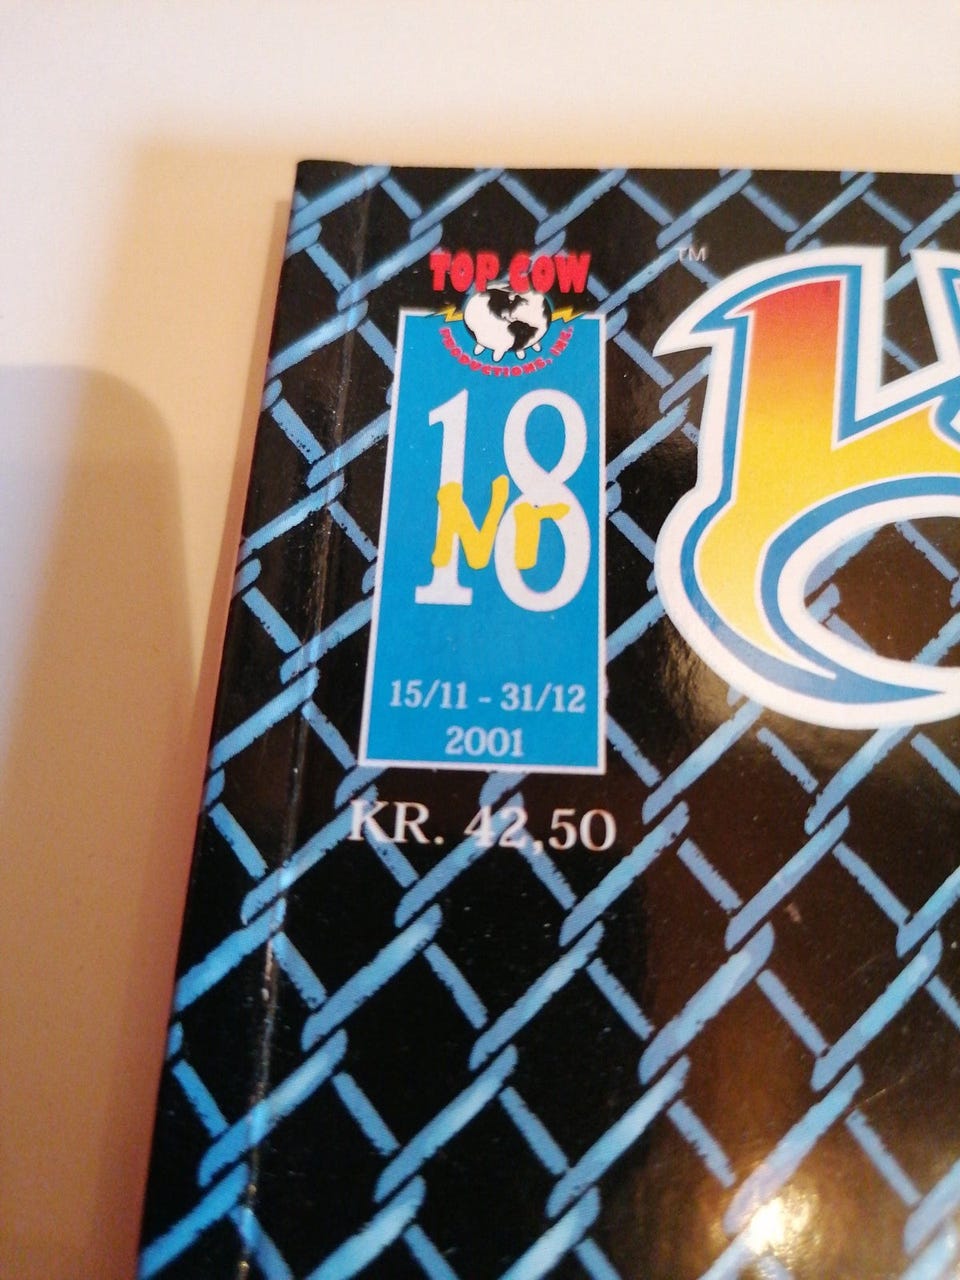 TOP COW
PRODUCTIONS, INC.
™
18
Nr
15/11 - 31/12
2001
KR. 42,50